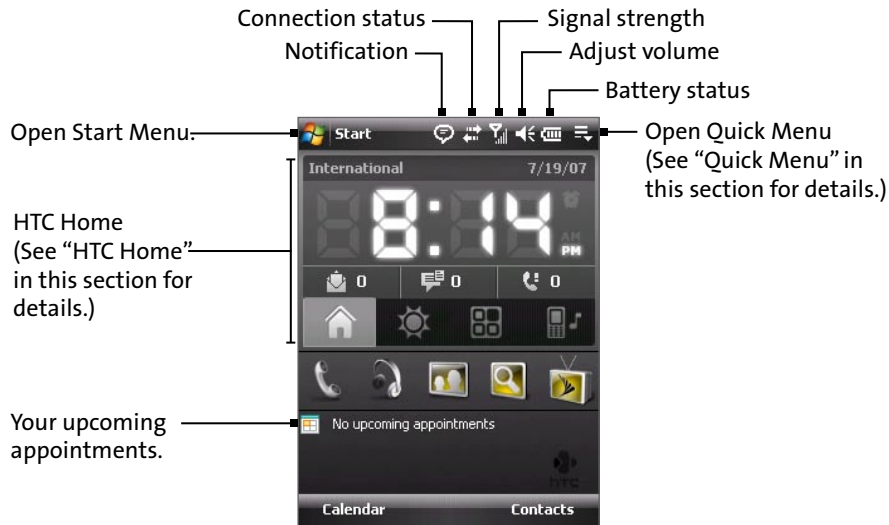 Connection status
Signal strength
Notification
Adjust volume
Battery status
Open Start Menu.
Start
Open Quick Menu
(See “Quick Menu” in
this section for details.)
International 7/19/07
8:14
AM
PM
HTC Home
(See “HTC Home”
in this section for
details.)
0 0 0
Your upcoming
appointments.
No upcoming appointments
hTC
Calendar Contacts